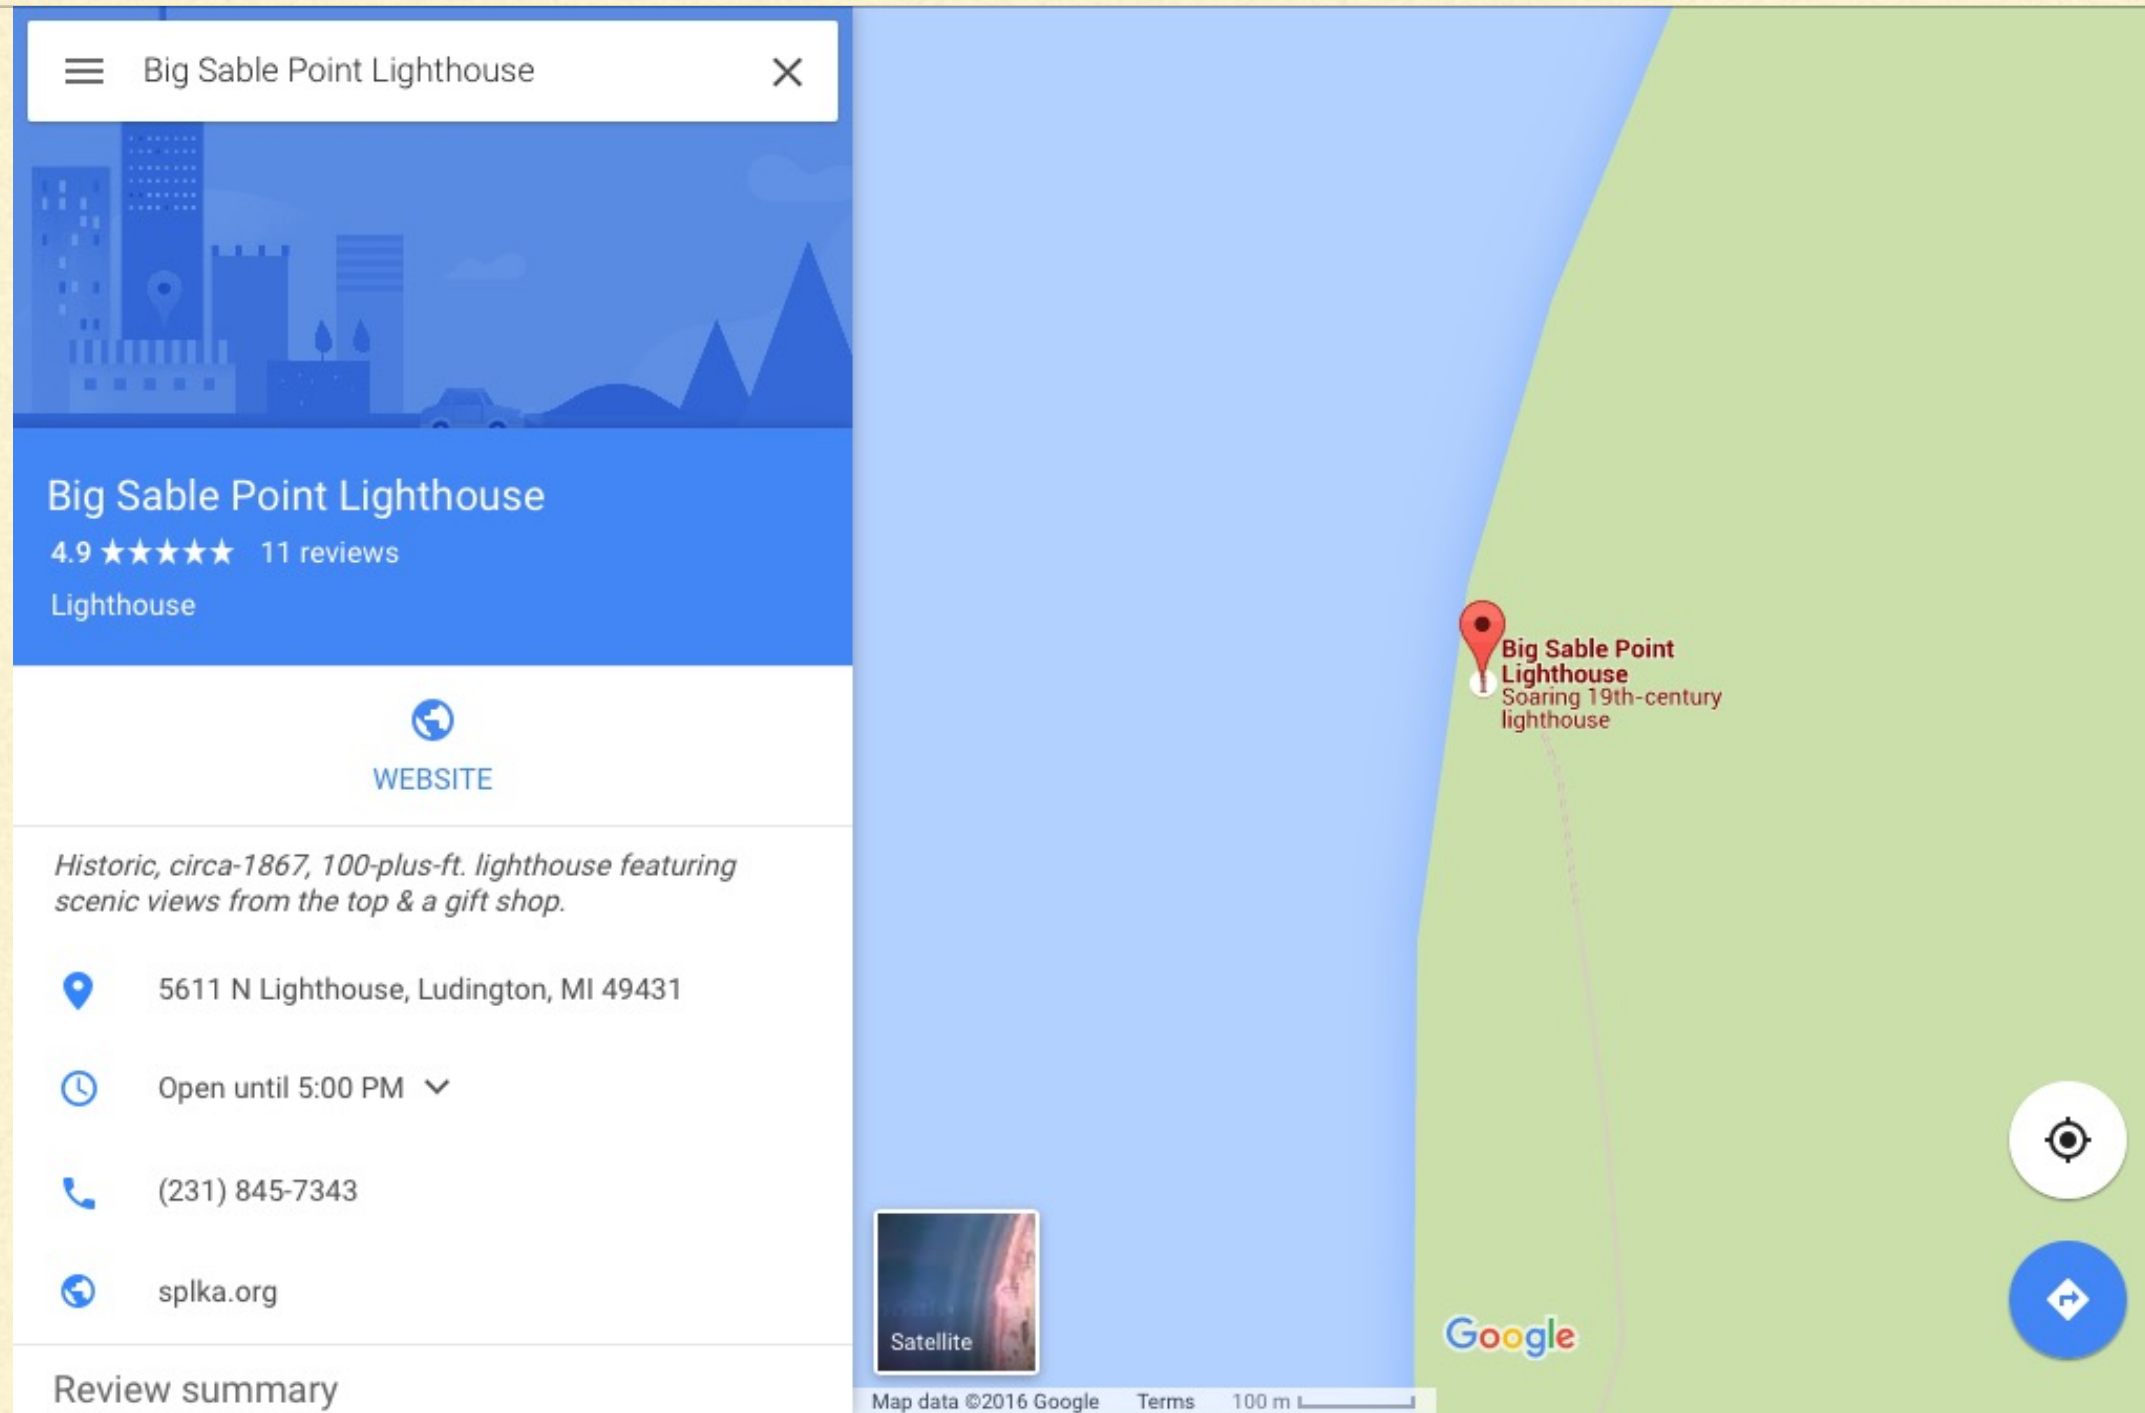 Big Sable Point Lighthouse
Big Sable Point Lighthouse
4.9 ★★★★★ 11 reviews
Lighthouse
WEBSITE
Historic, circa-1867, 100-plus-ft. lighthouse featuring
scenic views from the top & a gift shop.
5611 N Lighthouse, Ludington, MI 49431
Open until 5:00 PM
(231) 845-7343
splka.org
Review summary
Big Sable Point
Lighthouse
Soaring 19th-century
lighthouse
Satellite
Google
Map data ©2016 Google Terms 100 m